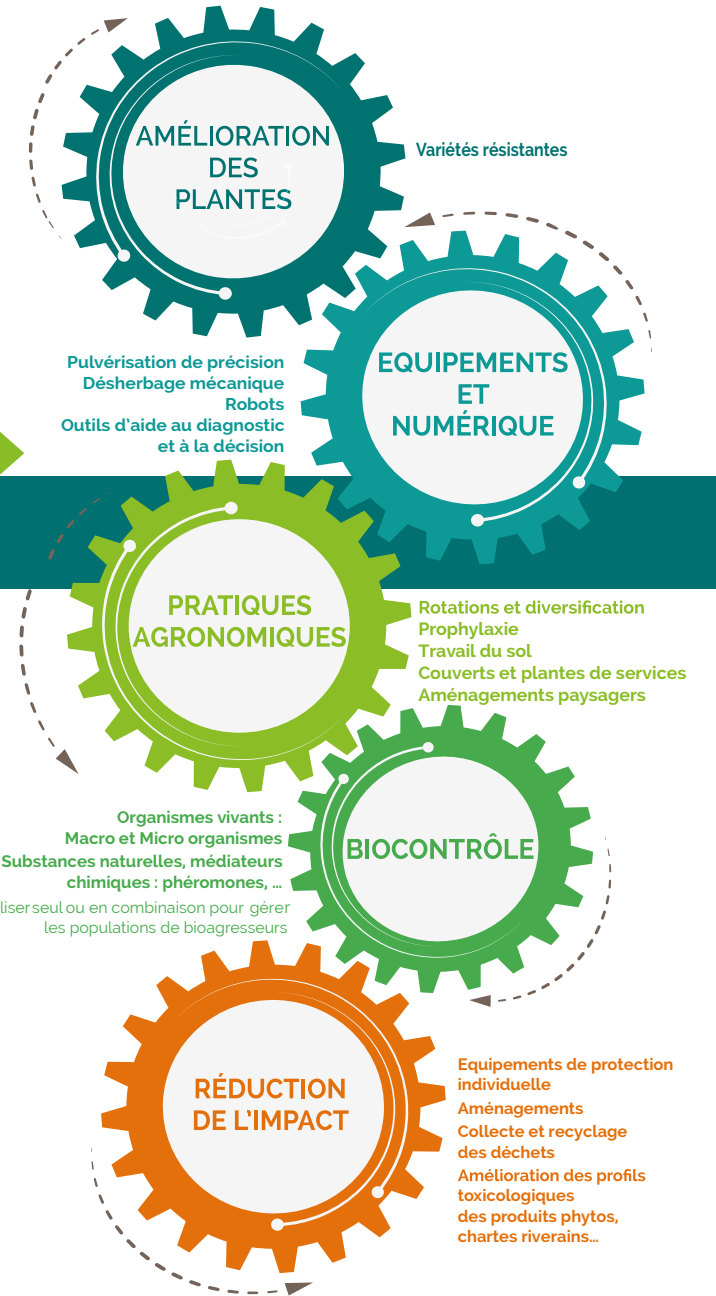 AMÉLIORATION
DES
PLANTES
Variétés résistantes
EQUIPEMENTS
ET
NUMÉRIQUE
Pulvérisation de précision
Désherbage mécanique
Robots
Outils d'aide au diagnostic
et à la décision
PRATIQUES
AGRONOMIQUES
Rotations et diversification
Prophylaxie
Travail du sol
Couverts et plantes de services
Aménagements paysagers
BIOCONTRÔLE
Organismes vivants :
Macro et Micro organismes
Substances naturelles, médiateurs
chimiques : phéromones, ...
liser seul ou en combinaison pour gérer
les populations de bioagresseurs
RÉDUCTION
DE L'IMPACT
Equipements de protection
individuelle
Aménagements
Collecte et recyclage
des déchets
Amélioration des profils
toxicologiques
des produits phytos,
chartes riverains...